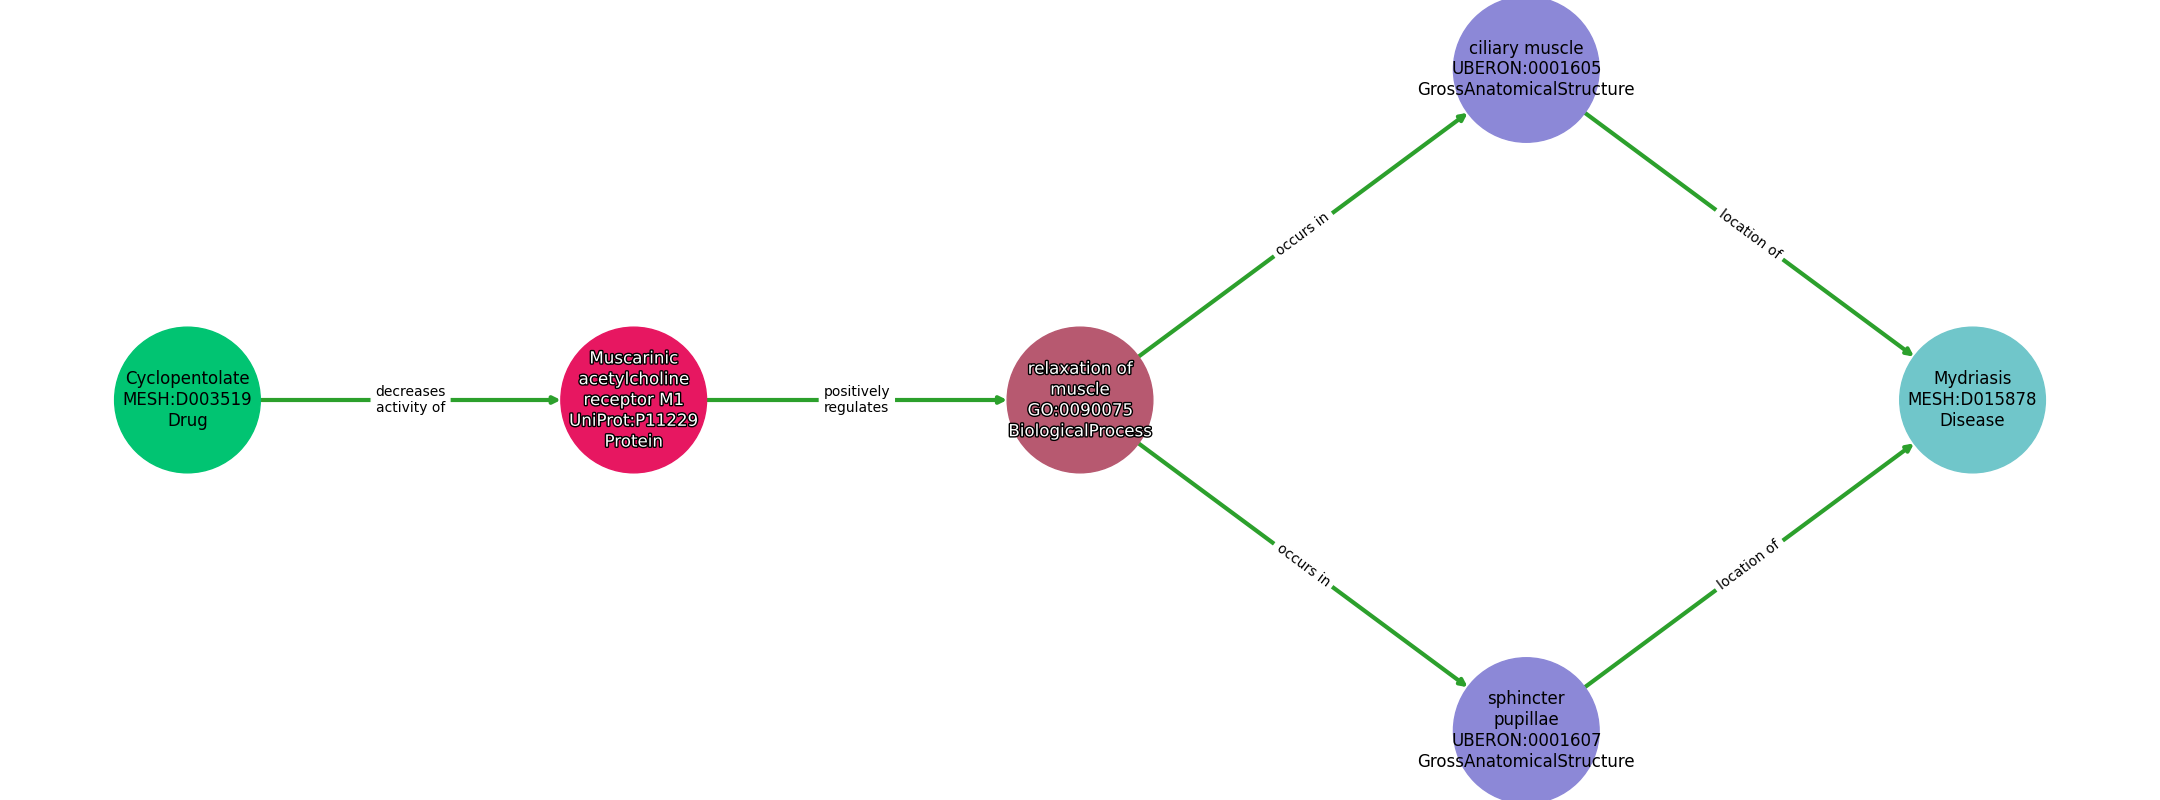 Cyclopentolate
MESH:D003519
Drug
decreases
activity of
Muscarinic
acetylcholine
receptor M1
UniProt:P11229
Protein
positively
regulates
relaxation of
muscle
GO:0090075
BiologicalProcess
occurs in
occurs in
ciliary muscle
UBERON:0001605
GrossAnatomicalStructure
sphincter
pupillae
UBERON:0001607
GrossAnatomicalStructure
location of
location of
Mydriasis
MESH:D015878
Disease